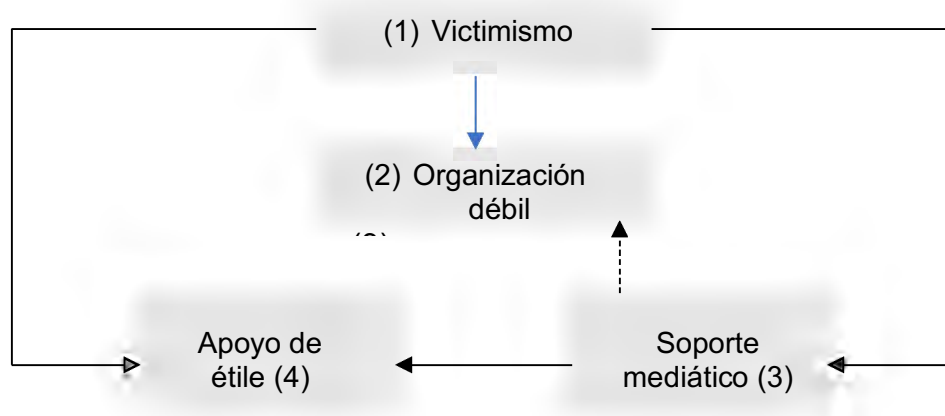 (1) Victimismo
(2) Organización
débil
Apoyo de
étile (4)
Soporte
mediático (3)